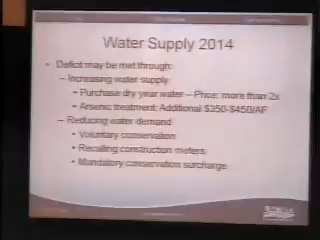 Water Supply 2014
• Deficit may be met through:
– Increasing water supply
• Purchase dry year water – Price: more than 2x
• Arsenic treatment: Additional $350-$450/AF
– Reducing water demand
• Voluntary conservation
• Recalling construction meters
• Mandatory conservation surcharge